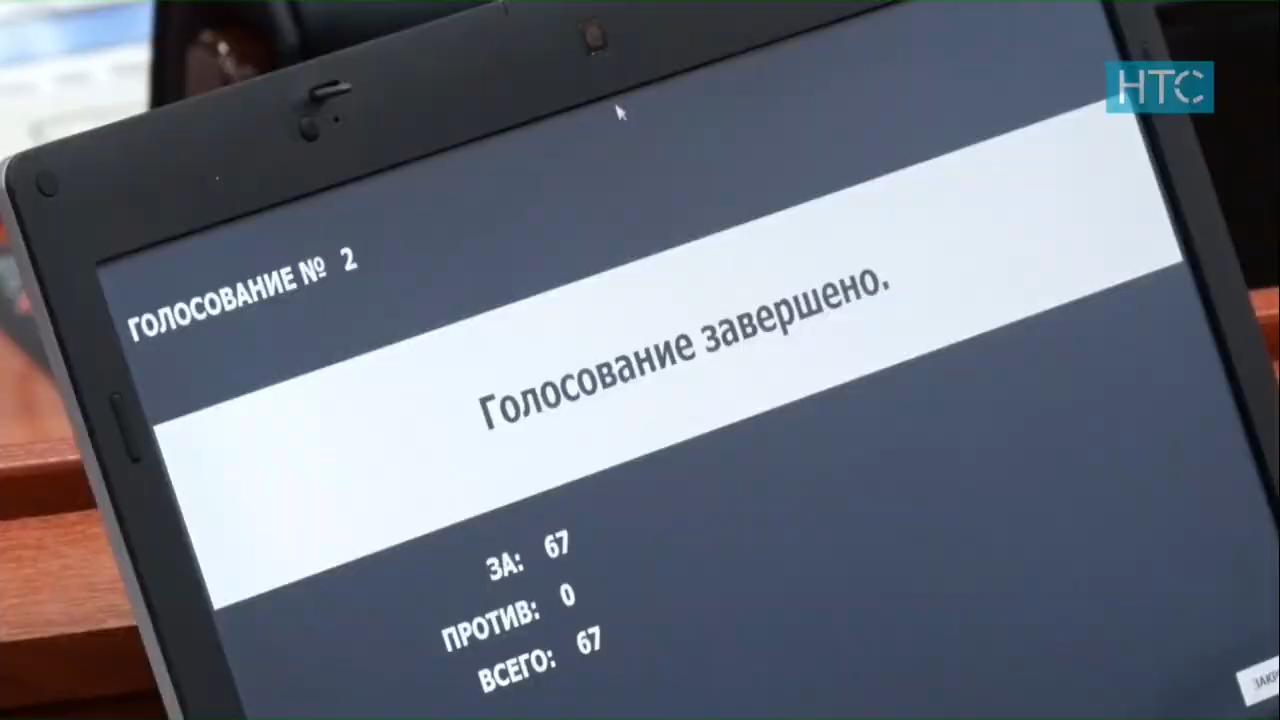 НТС
ГОЛОСОВАНИЕ № 2
Голосование завершено.
ЗА: 67
ПРОТИВ: 0
ВСЕГО: 67